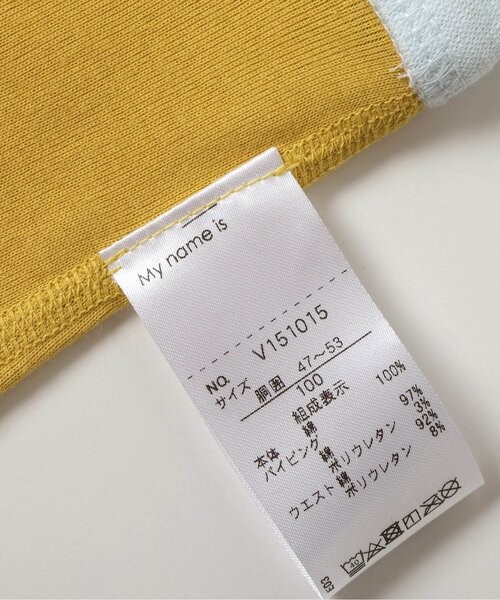 My name is
NO. V151015
サイズ 胴囲 47～53
100
組成表示
本体 綿 100%
パイピング 綿 97%
ポリウレタン 3%
ウエスト 綿 92%
ポリウレタン 8%
40
603